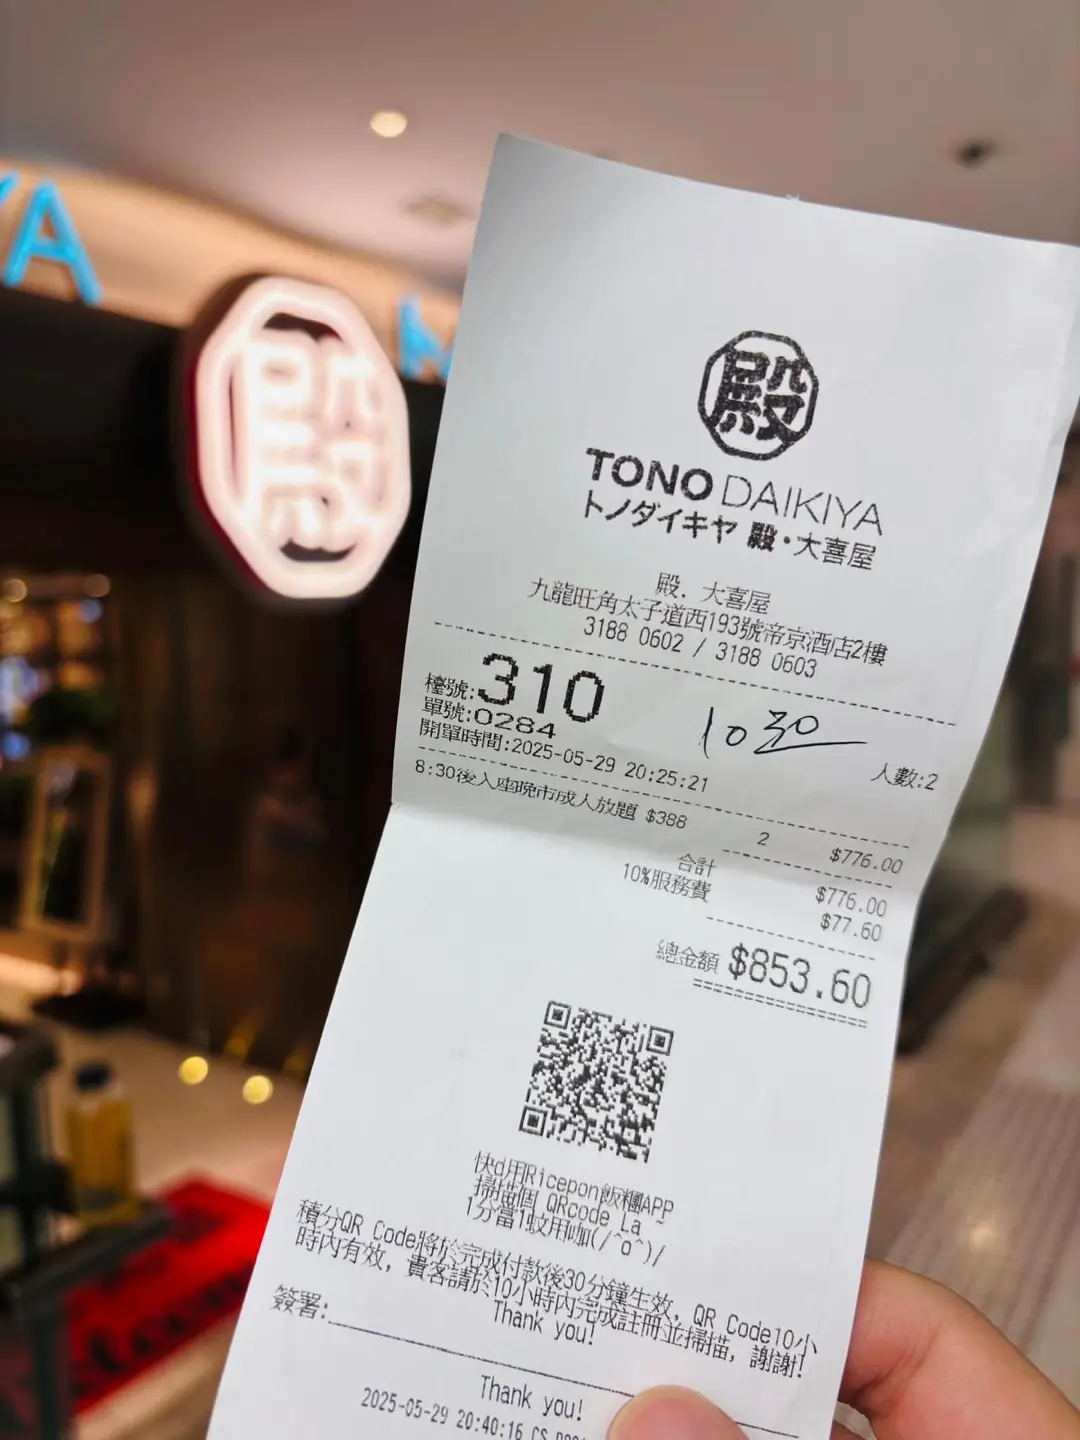 YA
殿
殿
TONO DAIKIYA
トノダイキヤ 殿・大喜屋
殿. 大喜屋
九龍旺角太子道西193號帝京酒店2樓
3188 0602 / 3188 0603
檯號:310
單號:0284
1030
開單時間:2025-05-29 20:25:21
人數:2
8:30後入座晚市成人放題 $388 2 $776.00
合計 $776.00
10%服務費 $77.60
總金額 $853.60
快d用Ricepon飯糰APP
掃描個 QRcode La ~
1分當1蚊用㗎(/^o^)/
積分QR Code將於完成付款後30分鐘生效, QR Code10小
時內有效, 貴客請於10小時內完成註冊並掃描, 謝謝!
Thank you!
簽署:
Thank you!
2025-05-29 20:40:16